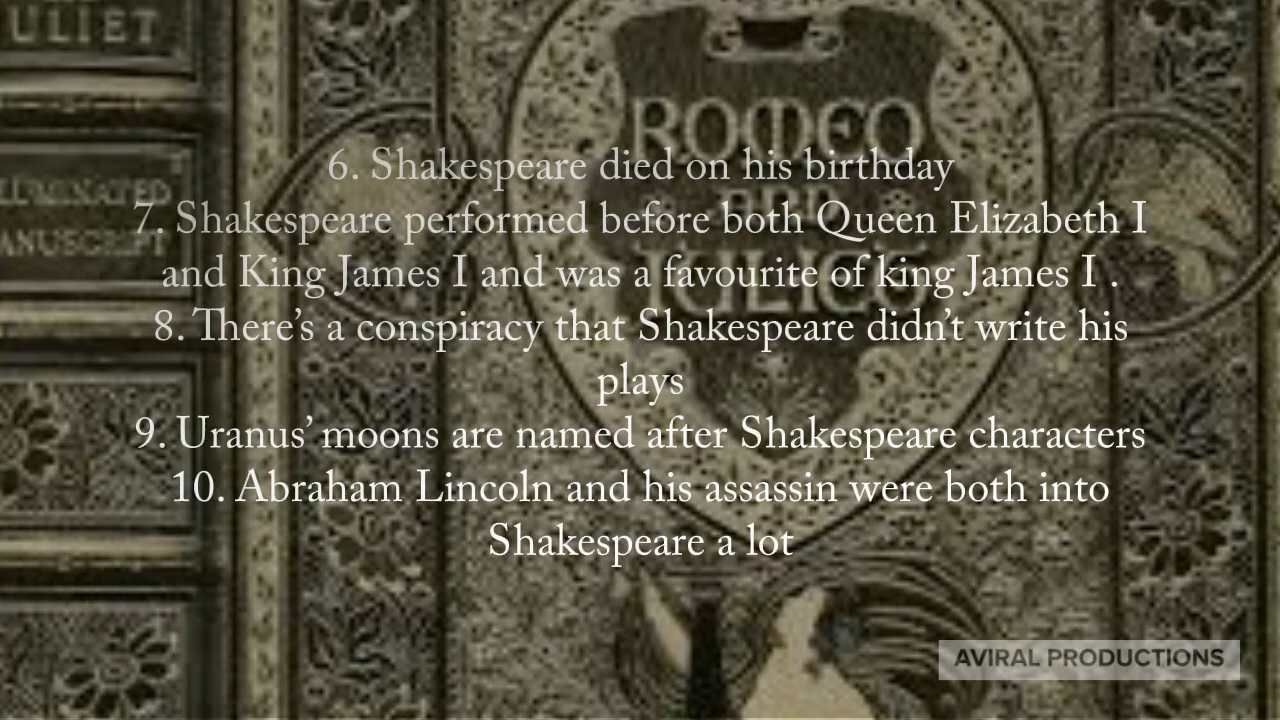 ULIET
ROMEO
6. Shakespeare died on his birthday
7. Shakespeare performed before both Queen Elizabeth I
and King James I and was a favourite of king James I .
8. There's a conspiracy that Shakespeare didn't write his
plays
9. Uranus' moons are named after Shakespeare characters
10. Abraham Lincoln and his assassin were both into
Shakespeare a lot
AVIRAL PRODUCTIONS